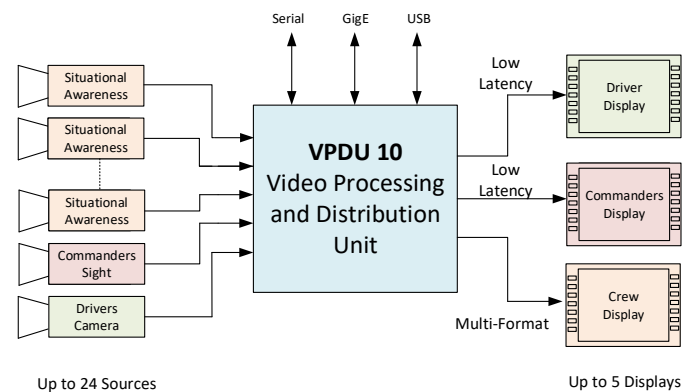 Serial GigE USB
Situational
Awareness
Situational
Awareness
Situational
Awareness
Commanders
Sight
Drivers
Camera
Up to 24 Sources
VPDU 10
Video Processing
and Distribution
Unit
Low
Latency
Low
Latency
Multi-Format
Driver
Display
Commanders
Display
Crew
Display
Up to 5 Displays